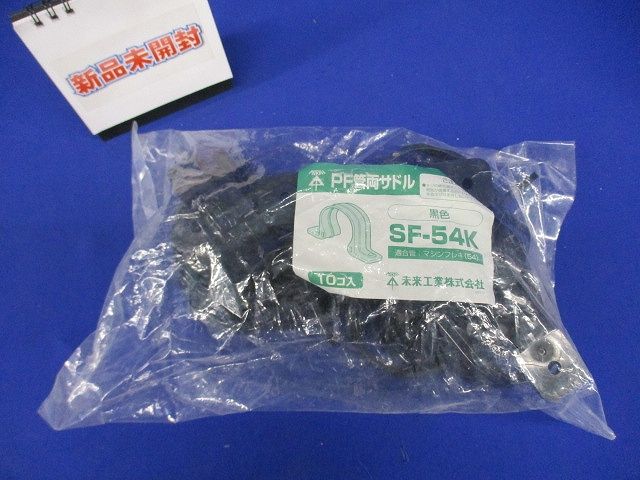 新品未開封
PF管両サドル
黒色
SF-54K
適合管:マシンフレキ(54)
10コ入
未来工業株式会社